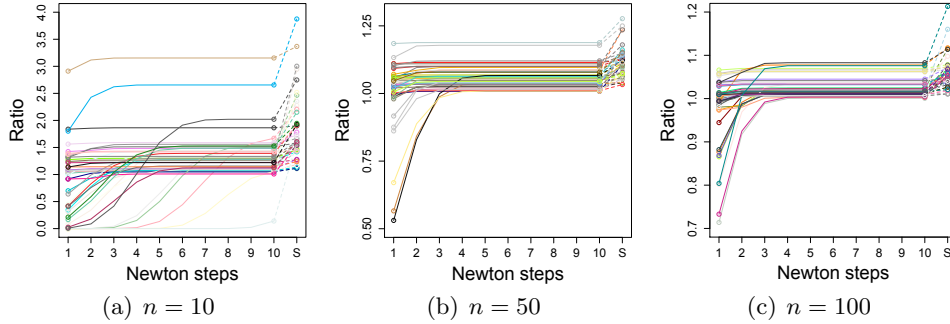 4.0
3.5
3.0
2.5
2.0
1.5
1.0
0.5
0.0
Ratio
1 2 3 4 5 6 7 8 9 10 S
Newton steps
(a) n = 10
1.25
1.00
0.75
0.50
Ratio
1 2 3 4 5 6 7 8 9 10 S
Newton steps
(b) n = 50
1.2
1.1
1.0
0.9
0.8
0.7
Ratio
1 2 3 4 5 6 7 8 9 10 S
Newton steps
(c) n = 100